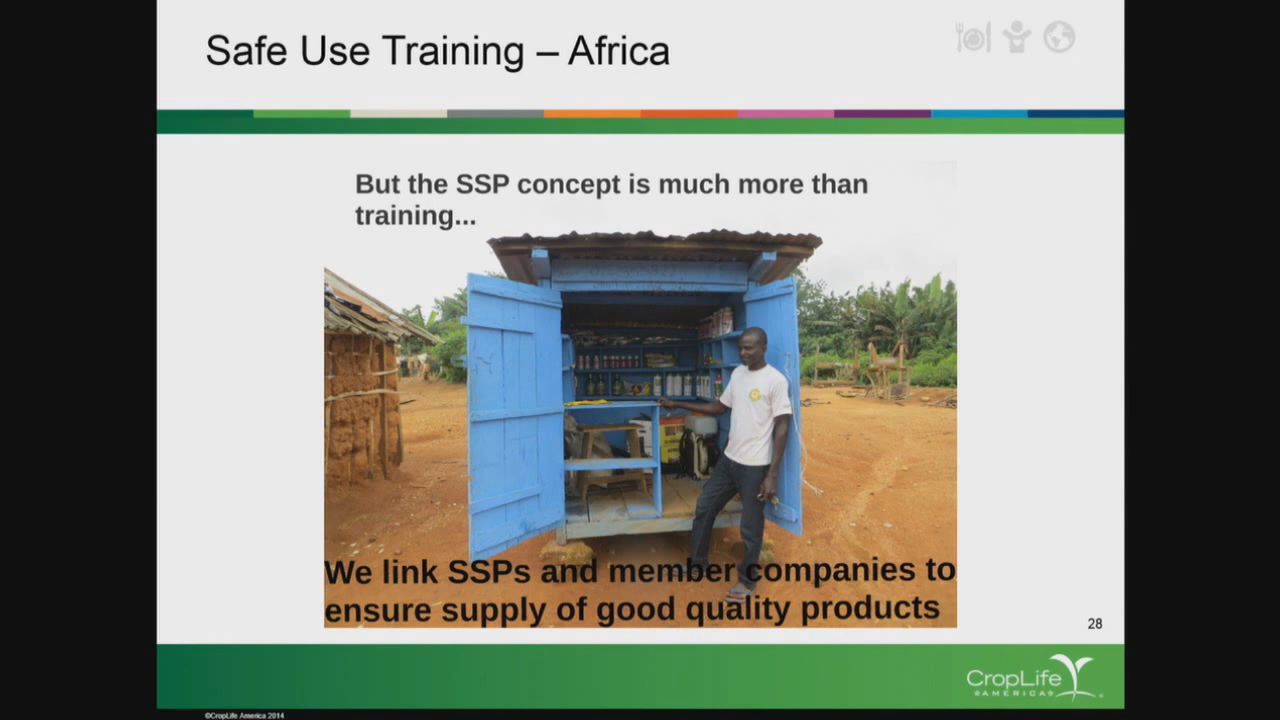 Safe Use Training – Africa
But the SSP concept is much more than
training...
We link SSPs and member companies to
ensure supply of good quality products
28
CropLife
AMERICA
©CropLife America 2014